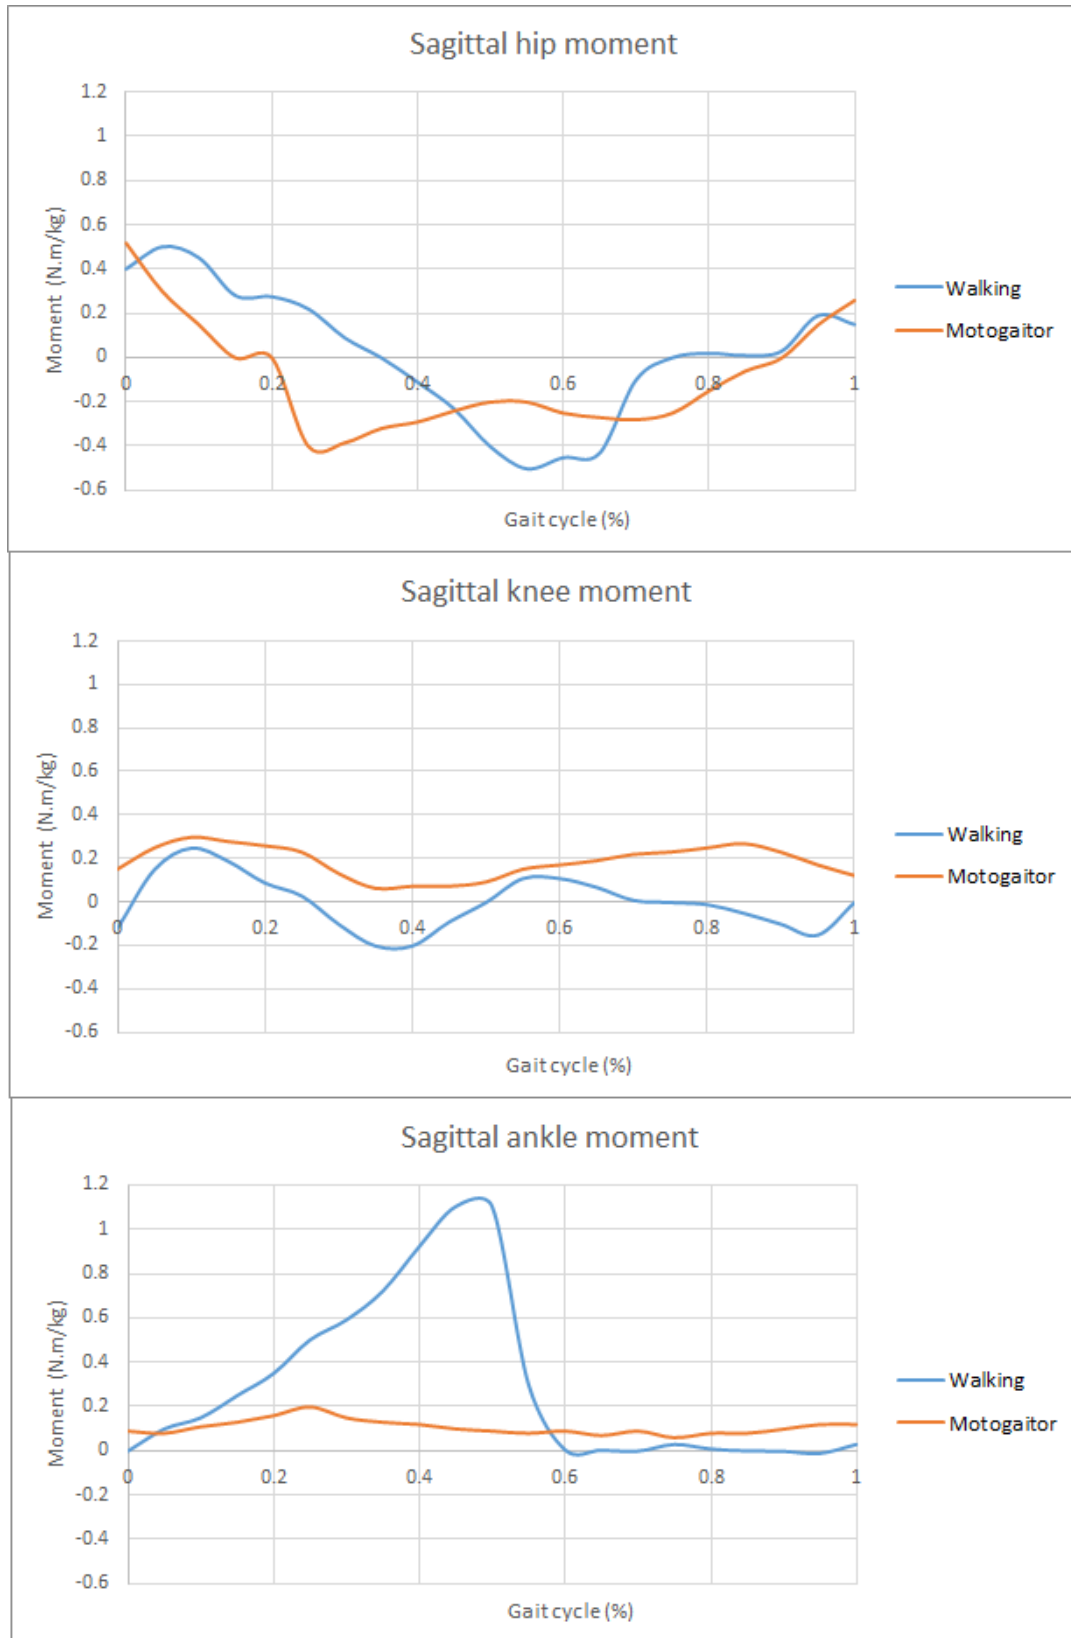 Sagittal hip moment
1.2
1
0.8
0.6
0.4
0.2
0
-0.2
-0.4
-0.6
0 0.2 0.4 0.6 0.8 1
Moment (N.m/kg)
Gait cycle (%)
Walking
Motogaitor
Sagittal knee moment
1.2
1
0.8
0.6
0.4
0.2
0
-0.2
-0.4
-0.6
0 0.2 0.4 0.6 0.8 1
Moment (N.m/kg)
Gait cycle (%)
Walking
Motogaitor
Sagittal ankle moment
1.2
1
0.8
0.6
0.4
0.2
0
-0.2
-0.4
-0.6
0 0.2 0.4 0.6 0.8 1
Moment (N.m/kg)
Gait cycle (%)
Walking
Motogaitor